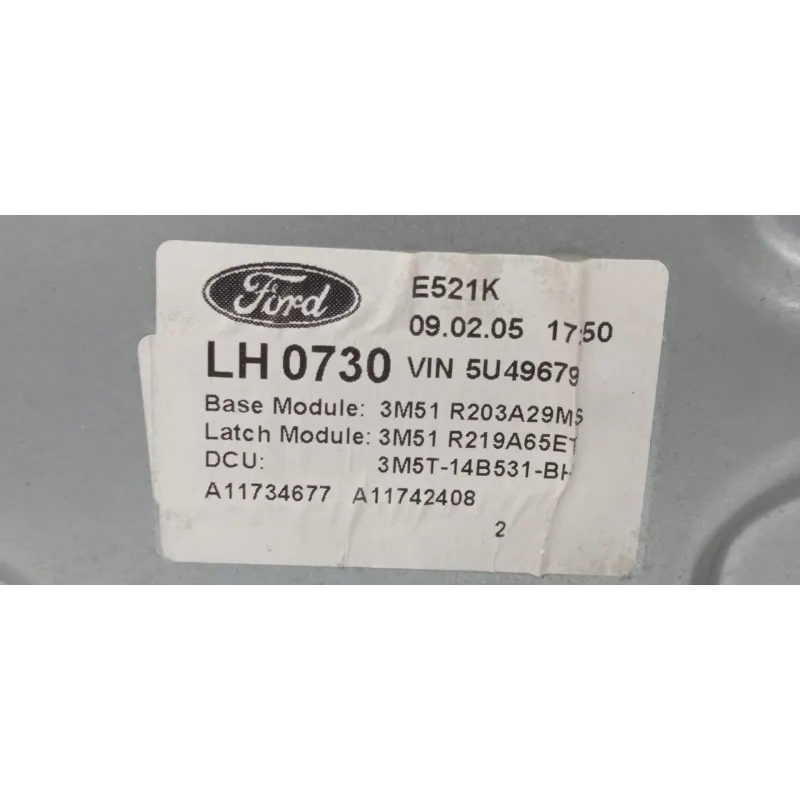 Ford
E521K
09.02.05 17:50
LH 0730 VIN 5U49679
Base Module: 3M51 R203A29MS
Latch Module: 3M51 R219A65ET
DCU: 3M5T-14B531-BH
A11734677 A11742408
2